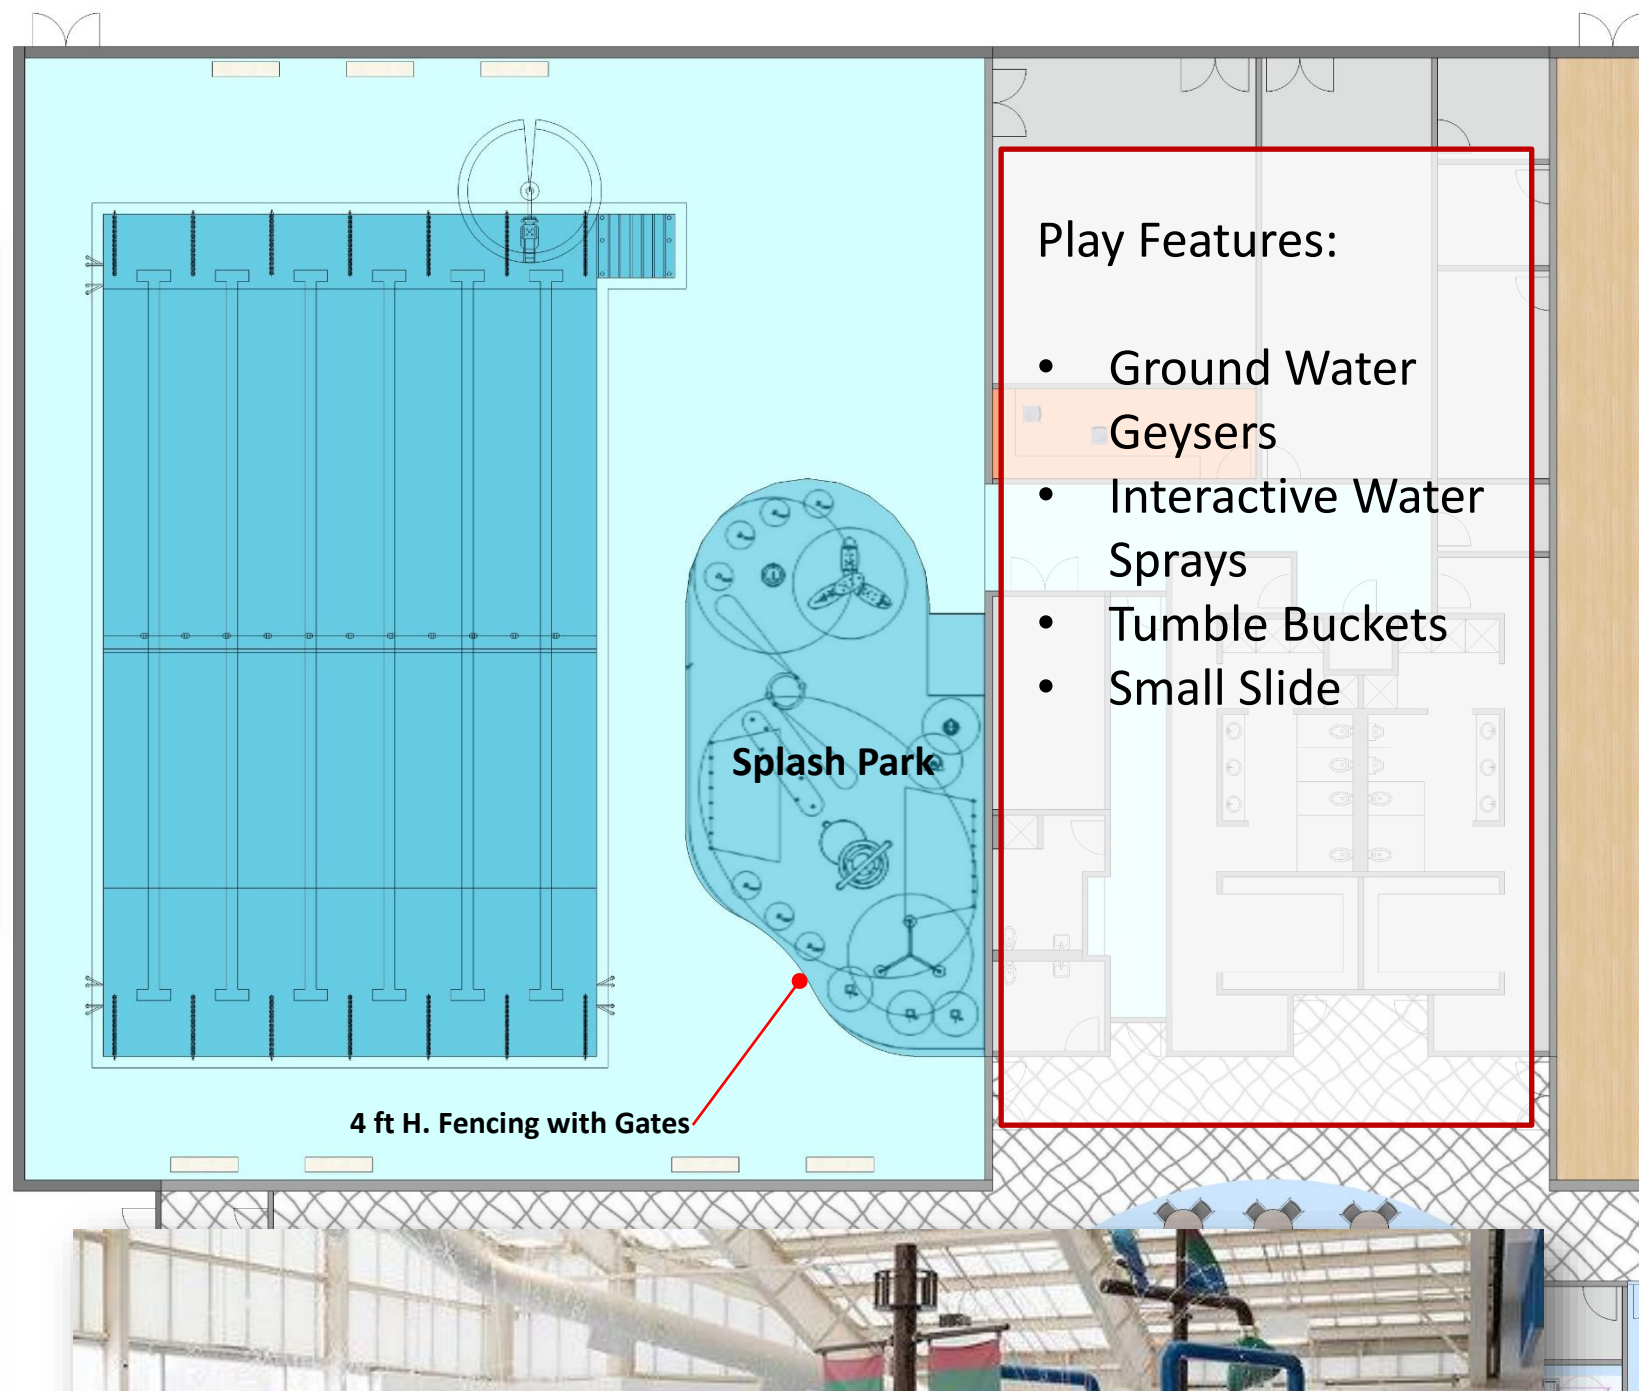 Play Features:
• Ground Water
Geysers
• Interactive Water
Sprays
• Tumble Buckets
• Small Slide
Splash Park
4 ft H. Fencing with Gates